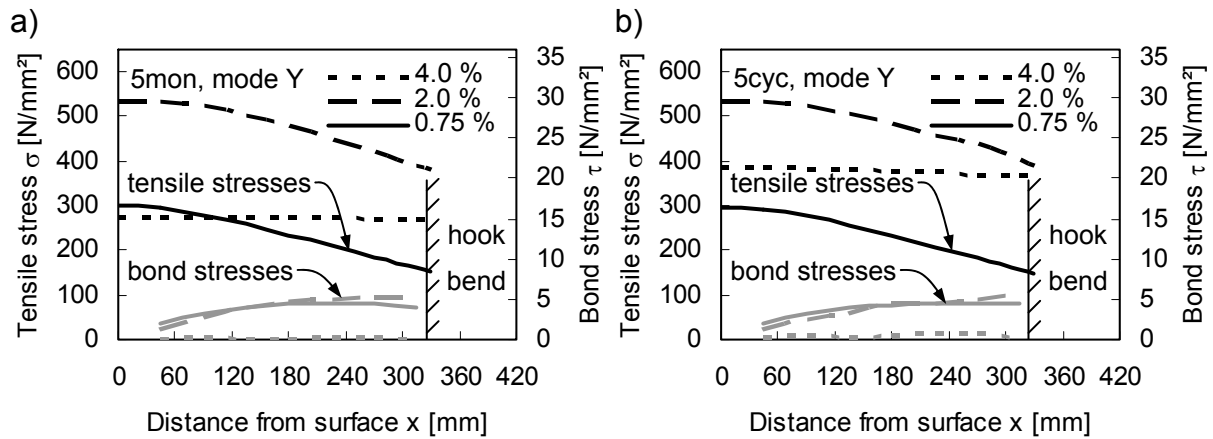 a)
Tensile stress σ [N/mm²]
600
500
400
300
200
100
0
5mon, mode Y
4.0 %
2.0 %
0.75 %
tensile stresses
bond stresses
hook
bend
35
30
25
20
15
10
5
0
Bond stress τ [N/mm²]
0 60 120 180 240 300 360 420
Distance from surface x [mm]
b)
Tensile stress σ [N/mm²]
600
500
400
300
200
100
0
5cyc, mode Y
4.0 %
2.0 %
0.75 %
tensile stresses
bond stresses
hook
bend
35
30
25
20
15
10
5
0
Bond stress τ [N/mm²]
0 60 120 180 240 300 360 420
Distance from surface x [mm]